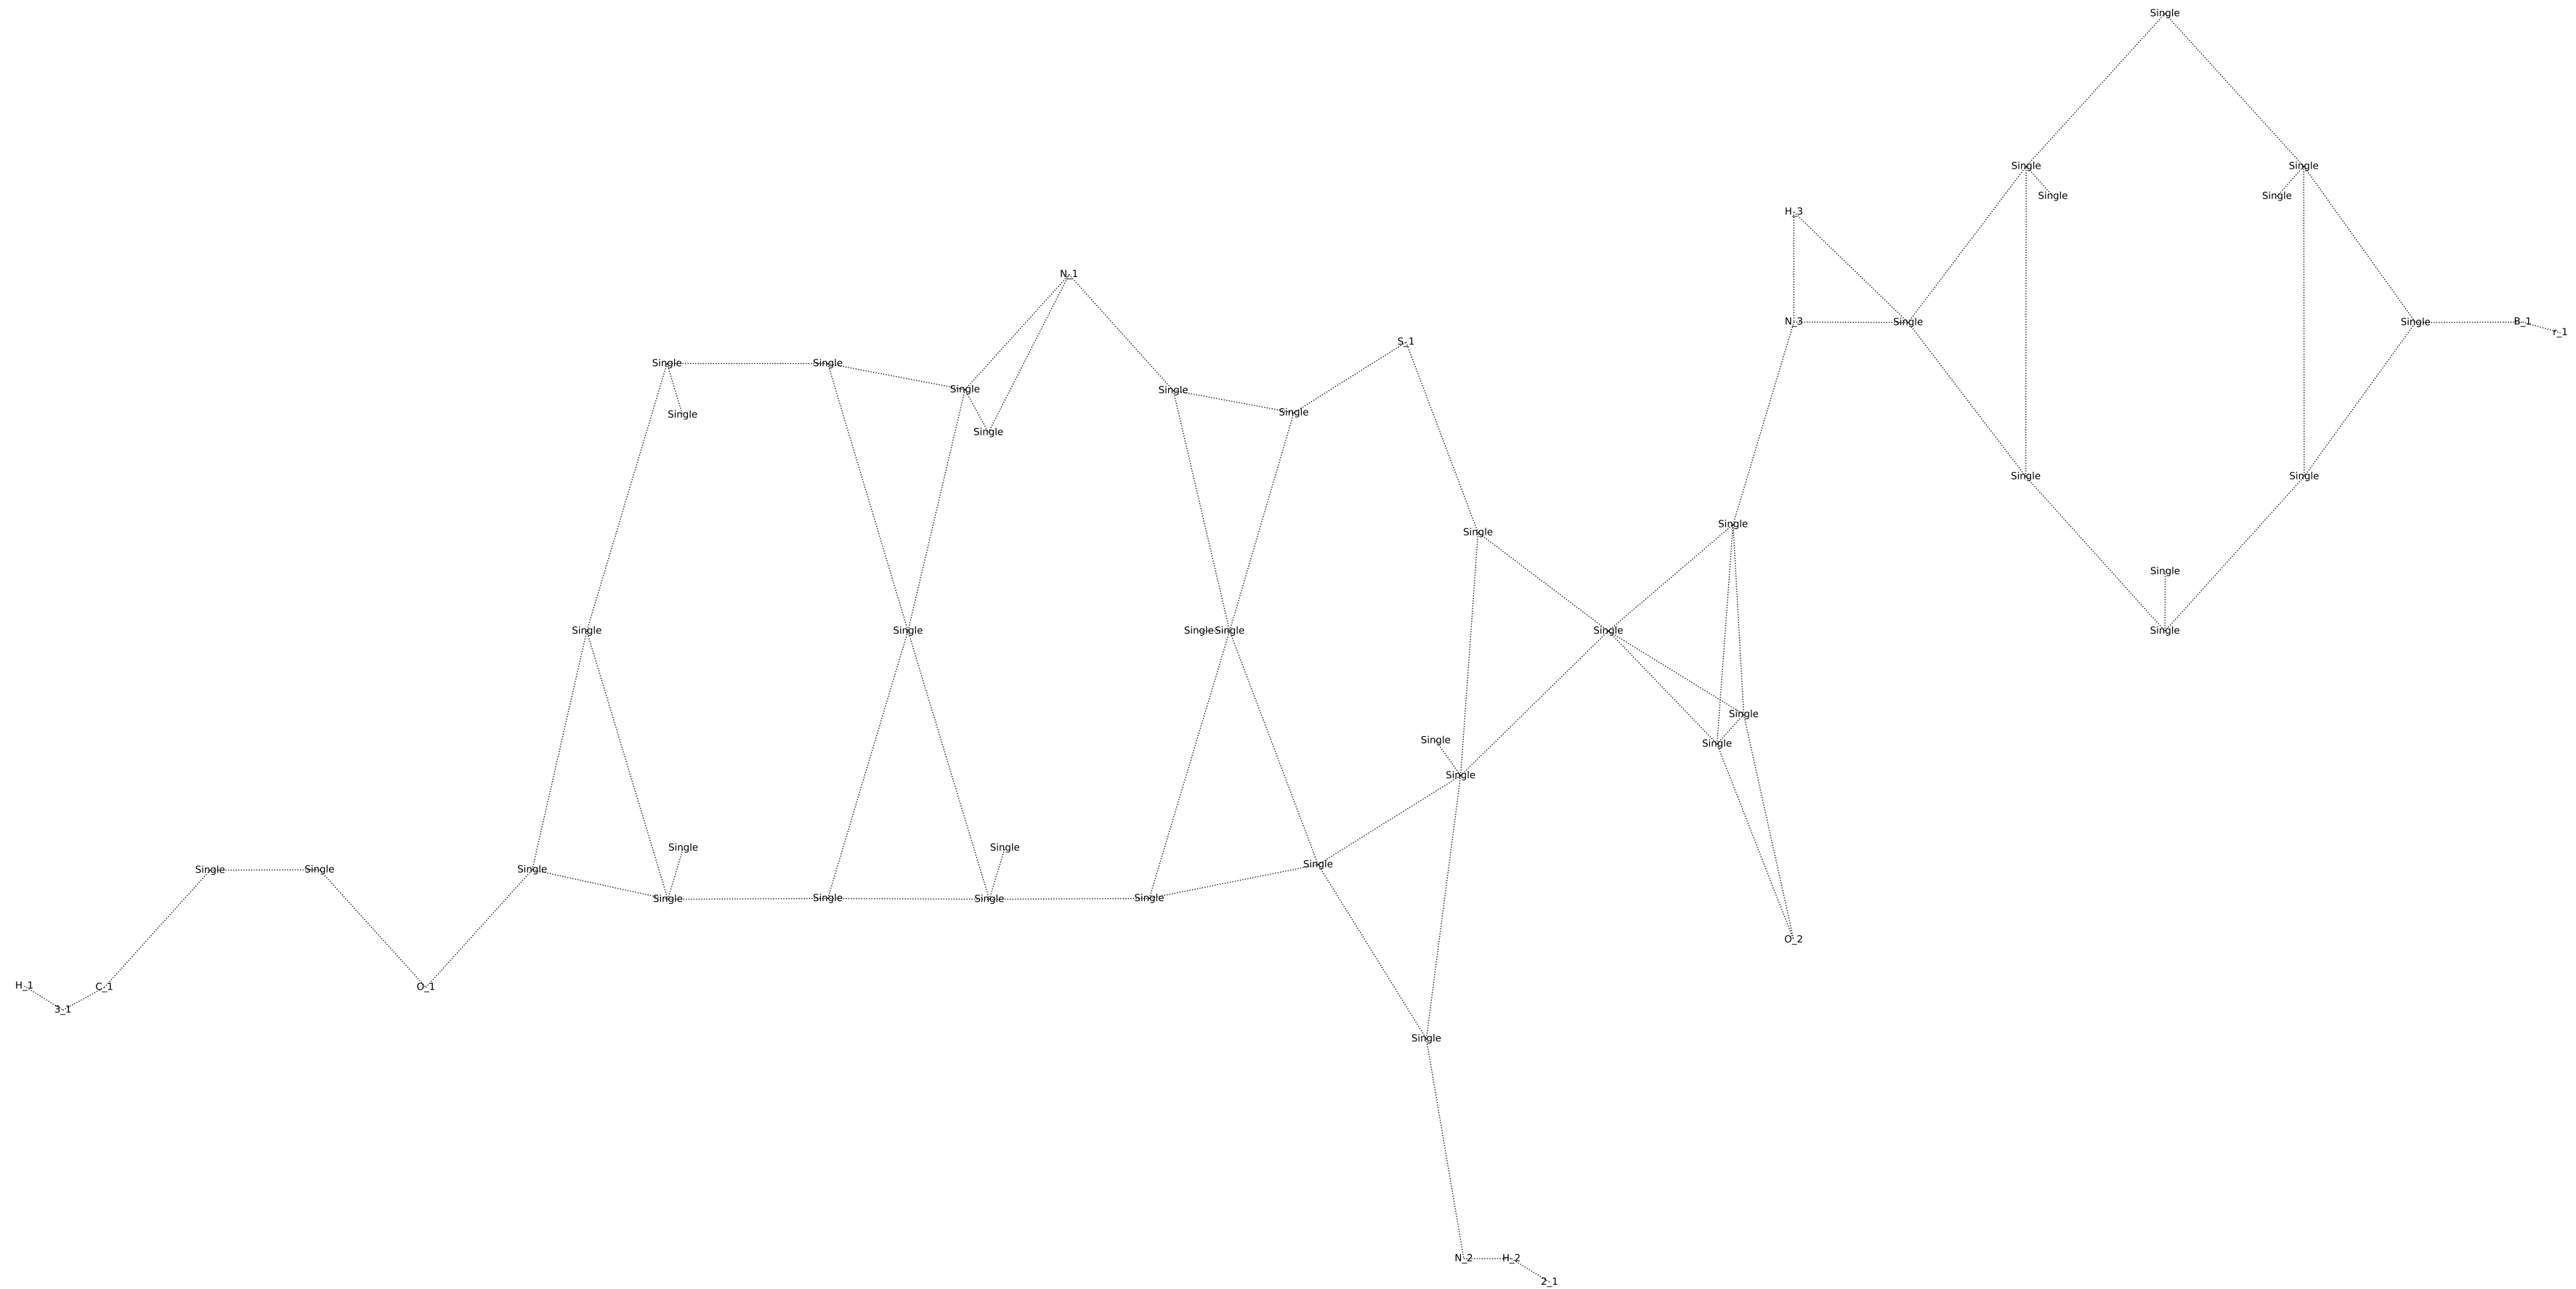 Single
Single Single
Single Single
H_3
N_1
N_3 Single Single B_1
r_1
S_1
Single Single
Single Single
Single
Single
Single
Single Single
Single
Single
Single
Single Single SingleSingle Single Single
Single
Single
Single
Single
Single Single
Single
Single Single Single
Single Single Single Single
O_2
H_1 C_1 O_1
3_1
Single
N_2 H_2
2_1